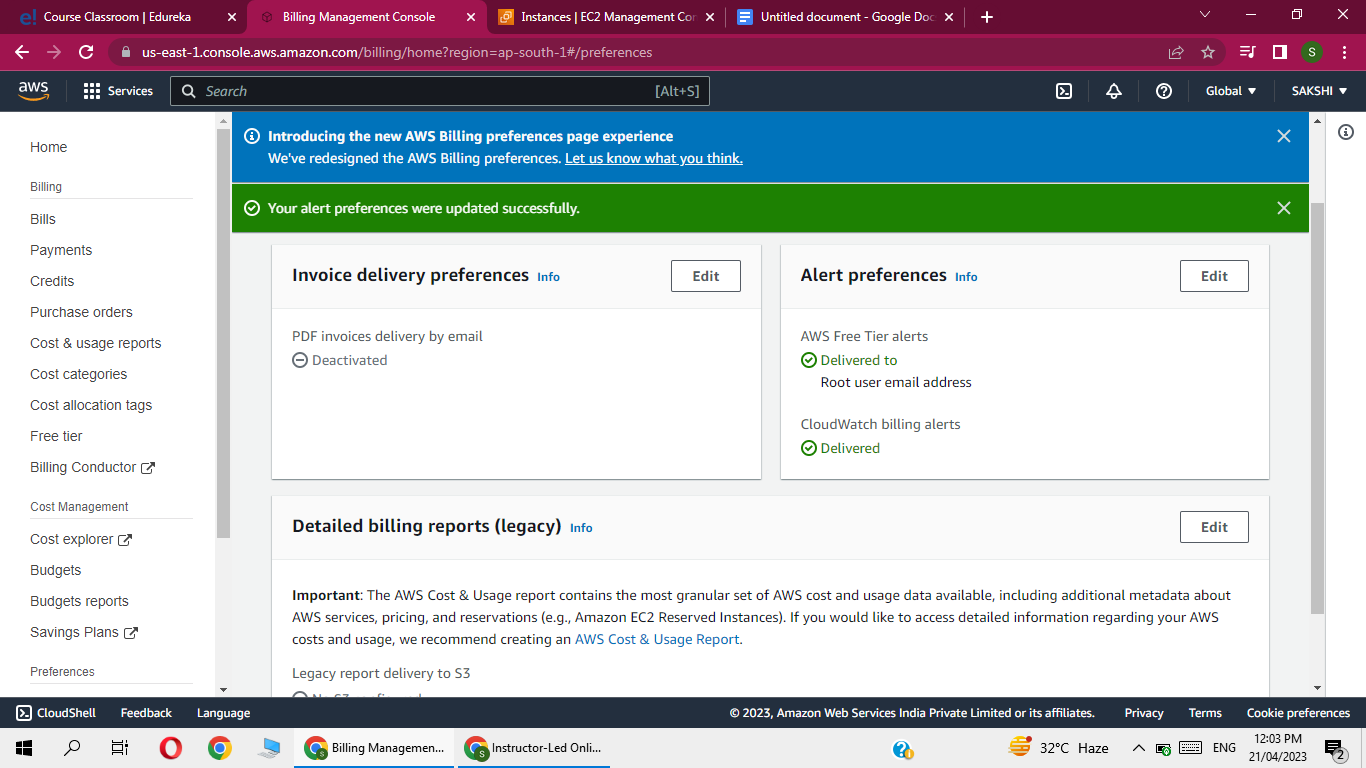 Course Classroom | Edureka
Billing Management Console
Instances | EC2 Management Con
Untitled document - Google Doc
us-east-1.console.aws.amazon.com/billing/home?region=ap-south-1#/preferences
S
aws
Services
Search
[Alt+S]
Global
SAKSHI
Home
Billing
Bills
Payments
Credits
Purchase orders
Cost & usage reports
Cost categories
Cost allocation tags
Free tier
Billing Conductor
Cost Management
Cost explorer
Budgets
Budgets reports
Savings Plans
Preferences
Introducing the new AWS Billing preferences page experience
We've redesigned the AWS Billing preferences. Let us know what you think.
Your alert preferences were updated successfully.
Invoice delivery preferences Info
Edit
PDF invoices delivery by email
Deactivated
Alert preferences Info
Edit
AWS Free Tier alerts
Delivered to
Root user email address
CloudWatch billing alerts
Delivered
Detailed billing reports (legacy) Info
Edit
Important: The AWS Cost & Usage report contains the most granular set of AWS cost and usage data available, including additional metadata about
AWS services, pricing, and reservations (e.g., Amazon EC2 Reserved Instances). If you would like to access detailed information regarding your AWS
costs and usage, we recommend creating an AWS Cost & Usage Report.
Legacy report delivery to S3
CloudShell
Feedback
Language
© 2023, Amazon Web Services India Private Limited or its affiliates.
Privacy
Terms
Cookie preferences
Billing Managemen...
Instructor-Led Onli...
32°C Haze
ENG
12:03 PM
21/04/2023
2